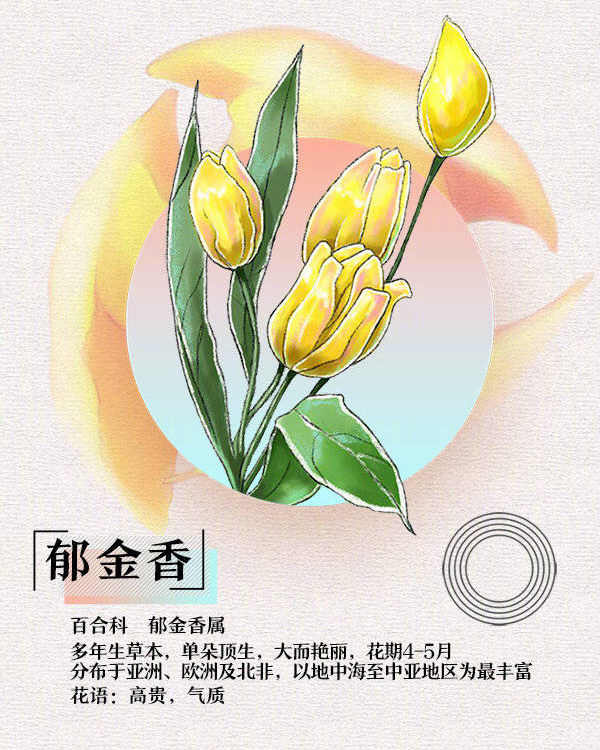 郁金香
百合科　郁金香属
多年生草本，单朵顶生，大而艳丽，花期4-5月
分布于亚洲、欧洲及北非，以地中海至中亚地区为最丰富
花语：高贵，气质